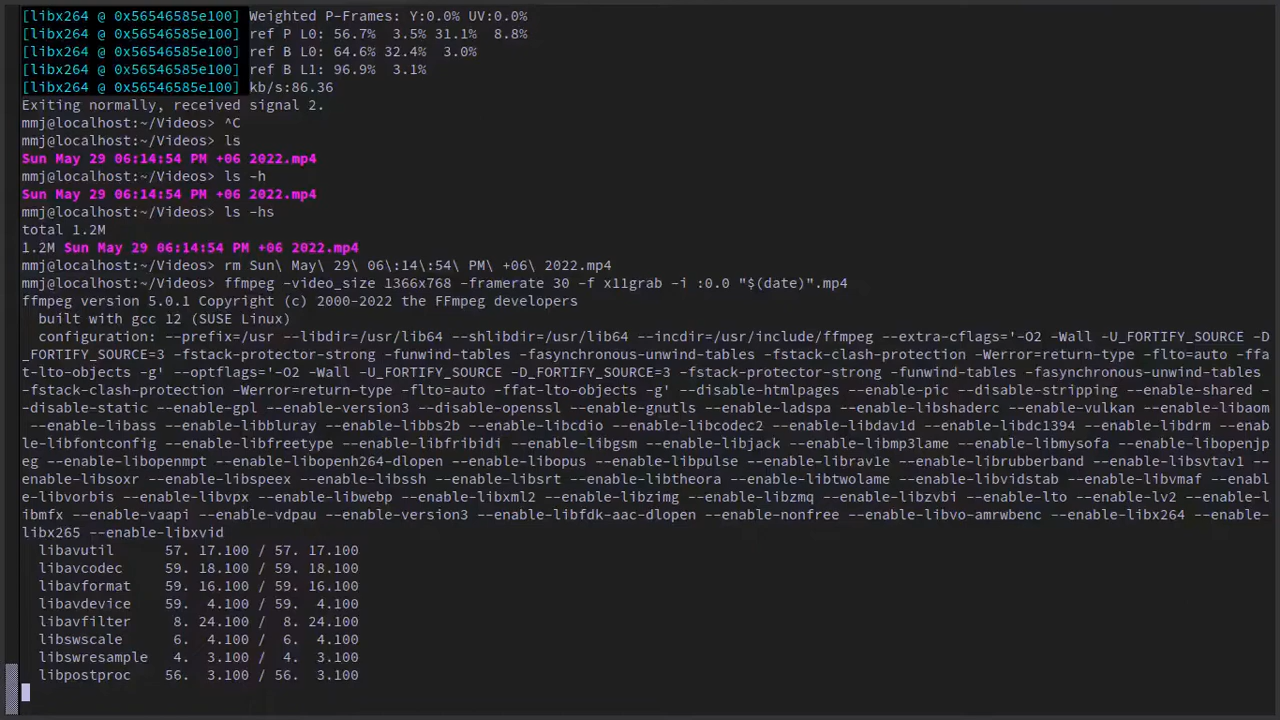 [libx264 @ 0x56546585e100] Weighted P-Frames: Y:0.0% UV:0.0%
[libx264 @ 0x56546585e100] ref P L0: 56.7%  3.5% 31.1%  8.8%
[libx264 @ 0x56546585e100] ref B L0: 64.6% 32.4%  3.0%
[libx264 @ 0x56546585e100] ref B L1: 96.9%  3.1%
[libx264 @ 0x56546585e100] kb/s:86.36
Exiting normally, received signal 2.
mmj@localhost:~/Videos> ^C
mmj@localhost:~/Videos> ls
Sun May 29 06:14:54 PM +06 2022.mp4
mmj@localhost:~/Videos> ls -h
Sun May 29 06:14:54 PM +06 2022.mp4
mmj@localhost:~/Videos> ls -hs
total 1.2M
1.2M Sun May 29 06:14:54 PM +06 2022.mp4
mmj@localhost:~/Videos> rm Sun\ May\ 29\ 06\:14\:54\ PM\ +06\ 2022.mp4
mmj@localhost:~/Videos> ffmpeg -video_size 1366x768 -framerate 30 -f x11grab -i :0.0 "$(date)".mp4
ffmpeg version 5.0.1 Copyright (c) 2000-2022 the FFmpeg developers
  built with gcc 12 (SUSE Linux)
  configuration: --prefix=/usr --libdir=/usr/lib64 --shlibdir=/usr/lib64 --incdir=/usr/include/ffmpeg --extra-cflags='-O2 -Wall -U_FORTIFY_SOURCE -D
_FORTIFY_SOURCE=3 -fstack-protector-strong -funwind-tables -fasynchronous-unwind-tables -fstack-clash-protection -Werror=return-type -flto=auto -ffa
t-lto-objects -g' --optflags='-O2 -Wall -U_FORTIFY_SOURCE -D_FORTIFY_SOURCE=3 -fstack-protector-strong -funwind-tables -fasynchronous-unwind-tables
-fstack-clash-protection -Werror=return-type -flto=auto -ffat-lto-objects -g' --disable-htmlpages --enable-pic --disable-stripping --enable-shared -
-disable-static --enable-gpl --enable-version3 --disable-openssl --enable-gnutls --enable-ladspa --enable-libshaderc --enable-vulkan --enable-libaom
--enable-libass --enable-libbluray --enable-libbs2b --enable-libcdio --enable-libcodec2 --enable-libdav1d --enable-libdc1394 --enable-libdrm --enab
le-libfontconfig --enable-libfreetype --enable-libfribidi --enable-libgsm --enable-libjack --enable-libmp3lame --enable-libmysofa --enable-libopenjp
eg --enable-libopenmpt --enable-libopenh264-dlopen --enable-libopus --enable-libpulse --enable-librav1e --enable-librubberband --enable-libsvtav1 --
enable-libsoxr --enable-libspeex --enable-libssh --enable-libsrt --enable-libtheora --enable-libtwolame --enable-libvidstab --enable-libvmaf --enabl
e-libvorbis --enable-libvpx --enable-libwebp --enable-libxml2 --enable-libzimg --enable-libzmq --enable-libzvbi --enable-lto --enable-lv2 --enable-l
ibmfx --enable-vaapi --enable-vdpau --enable-version3 --enable-libfdk-aac-dlopen --enable-nonfree --enable-libvo-amrwbenc --enable-libx264 --enable-
libx265 --enable-libxvid
  libavutil      57. 17.100 / 57. 17.100
  libavcodec     59. 18.100 / 59. 18.100
  libavformat    59. 16.100 / 59. 16.100
  libavdevice    59.  4.100 / 59.  4.100
  libavfilter     8. 24.100 /  8. 24.100
  libswscale      6.  4.100 /  6.  4.100
  libswresample   4.  3.100 /  4.  3.100
  libpostproc    56.  3.100 / 56.  3.100